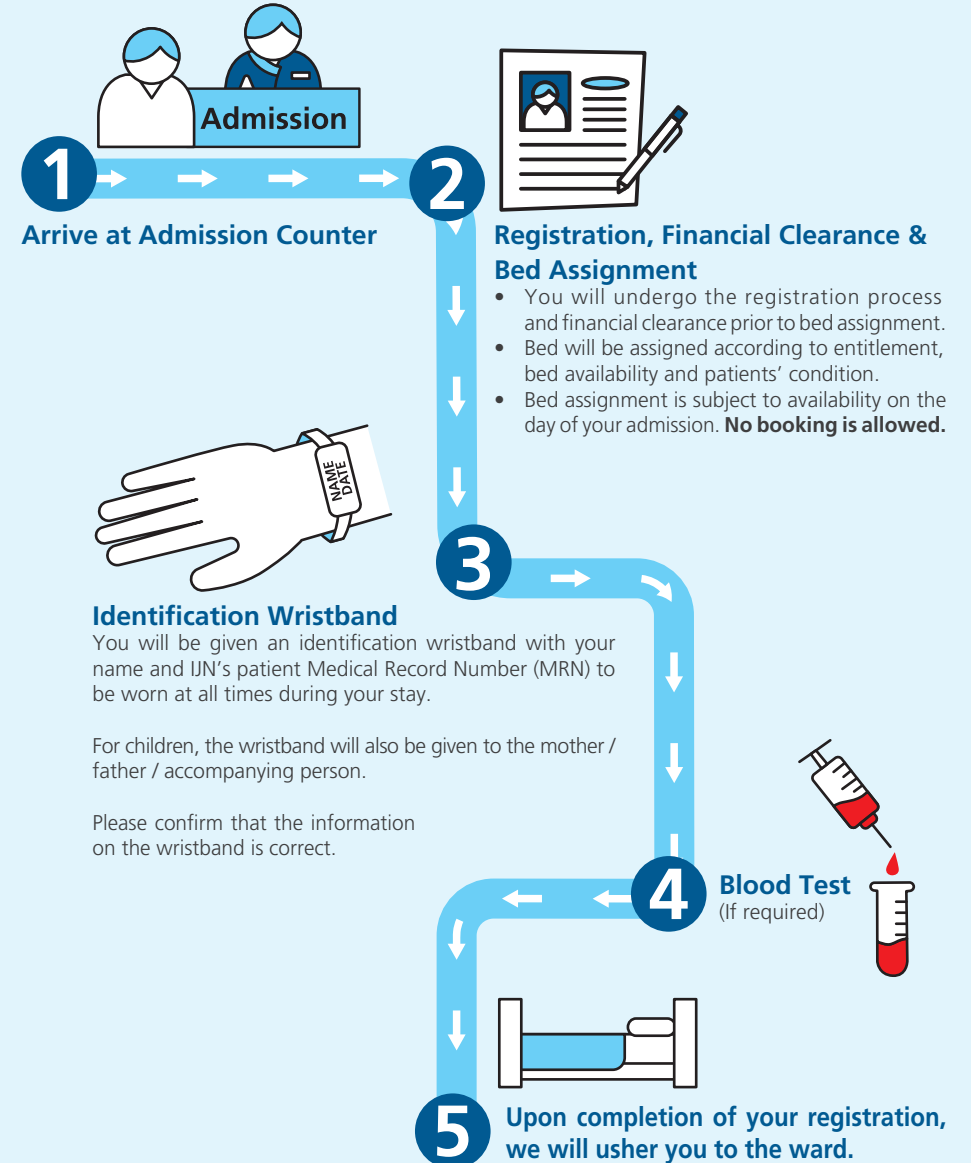 Admission
1
Arrive at Admission Counter
2
Registration, Financial Clearance &
Bed Assignment
• You will undergo the registration process
and financial clearance prior to bed assignment.
• Bed will be assigned according to entitlement,
bed availability and patients’ condition.
• Bed assignment is subject to availability on the
day of your admission. No booking is allowed.
NAME
DATE
3
Identification Wristband
You will be given an identification wristband with your
name and IJN’s patient Medical Record Number (MRN) to
be worn at all times during your stay.
For children, the wristband will also be given to the mother /
father / accompanying person.
Please confirm that the information
on the wristband is correct.
4
Blood Test
(If required)
5
Upon completion of your registration,
we will usher you to the ward.